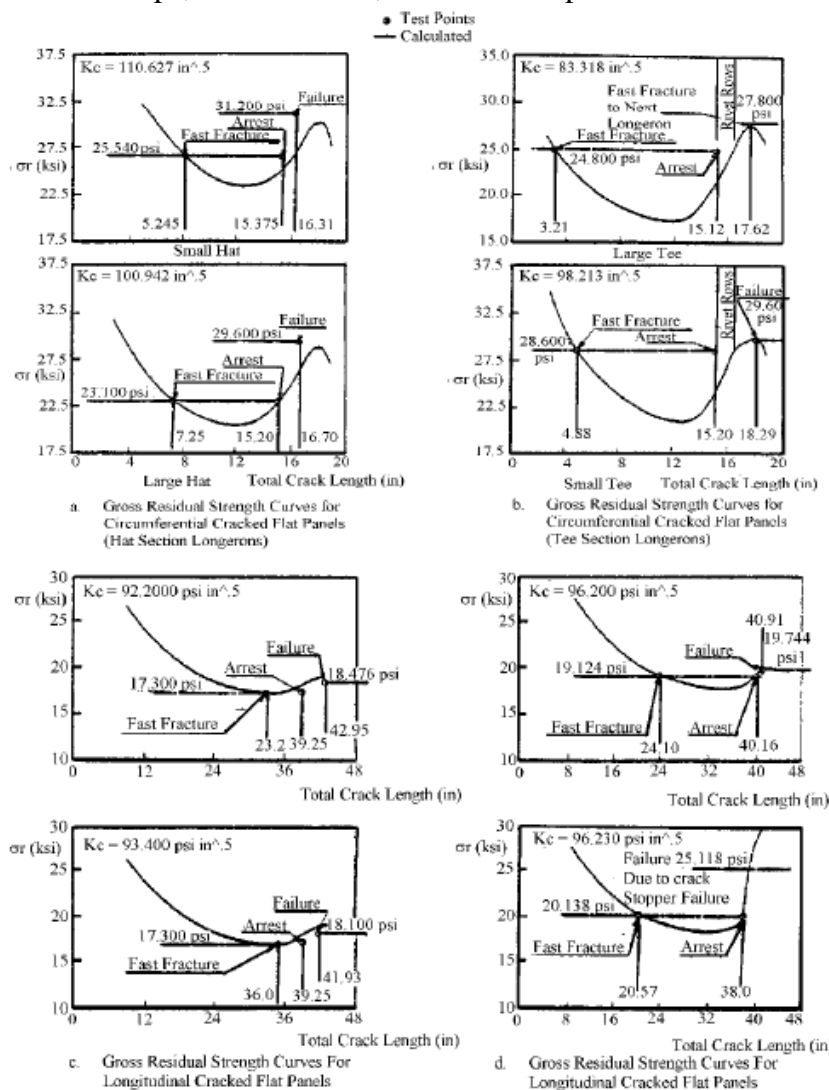 Test Points
Calculated
37.5
Kc = 110.627 in^.5
32.5
31.200 psi
Failure
Arrest
Fast Fracture
25.540 psi
σr (ksi)
27.5
22.5
5.245
15.375
16.31
17.5
Small Hat
35.0
Kc = 83.318 in^.5
Fast Fracture
to Next
Longeron
Rivet Rows
27.800
psi
30.0
Fast Fracture
25.0
24.800 psi
σr (ksi)
Arrest
20.0
3.21
15.12
17.62
15.0
Large Tee
37.5
Kc = 100.942 in^.5
32.5
29.600 psi
Failure
Arrest
Fast Fracture
σr (ksi)
27.5
23.100 psi
22.5
7.25
15,20
16.70
17.5
0
4
8
12
16
20
Large Hat
Total Crack Length (in)
a. Gross Residual Strength Curves for
Circumferential Cracked Flat Panels
(Hat Section Longerons)
37.5
Kc = 98.213 in^.5
Rivet Rows
Failure
29.60
psi
32.5
Fast Fracture
Arrest
28.600
psi
σr (ksi)
27.5
22.5
4.88
15.20
18.29
17.5
0
4
8
12
16
20
Small Tee
Total Crack Length (in)
b. Gross Residual Strength Curves for
Circumferential Cracked Flat Panels
(Tee Section Longerons)
30
σr (ksi)
Kc = 92,2000 psi in^.5
25
Failure
20
Arrest
17.300 psi
18.476 psi
15
Fast Fracture
23.2
39.25
42.95
10
0
12
24
36
48
Total Crack Length (in)
30
σr (ksi)
Kc = 96.200 psi in^.5
25
40.91
19.744
psi
Failure
20
19.124 psi
15
Fast Fracture
Arrest
24.10
40.16
10
0
8
16
24
32
40
48
Total Crack Length (in)
30
σr (ksi)
Kc = 93.400 psi in^.5
25
Failure
20
Arrest
17.300 psi
18.100 psi
15
Fast Fracture
36.0
39.25
41,93
10
0
12
24
36
48
Total Crack Length (in)
c. Gross Residual Strength Curves For
Longitudinal Cracked Flat Panels
30
σr (ksi)
Kc = 96.230 psi in^.5
25
Failure 25,118 psi
Due to crack
Stopper Failure
20
20.138 psi
15
Fast Fracture
Arrest
20.57
38.0
10
0
8
16
24
32
40
48
Total Crack Length (in)
d. Gross Residual Strength Curves For
Longitudinal Cracked Flat Panels